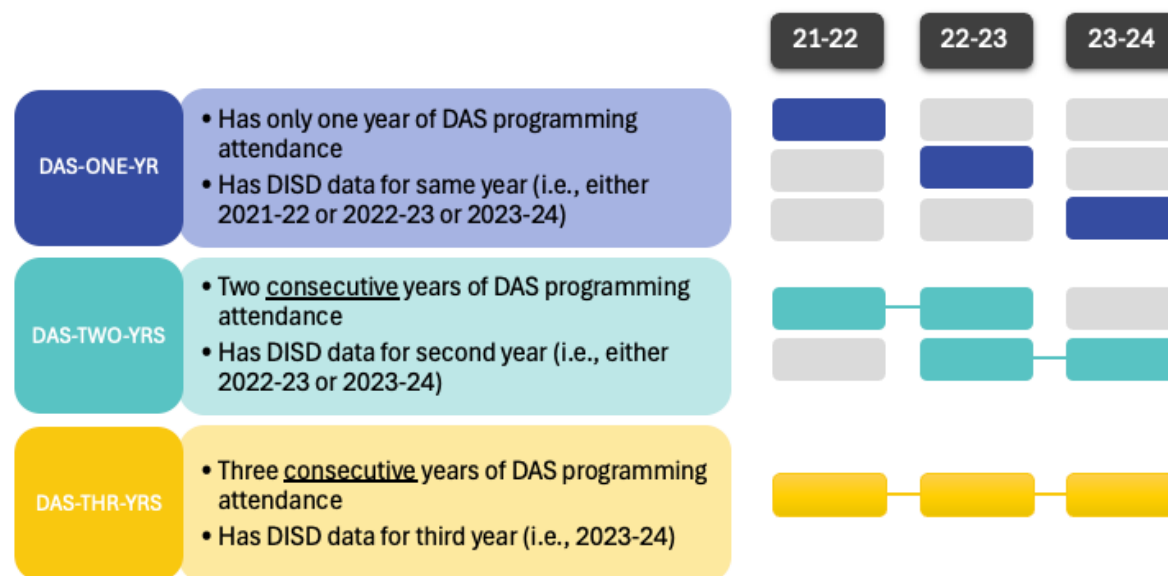 21-22 22-23 23-24
DAS-ONE-YR
• Has only one year of DAS programming
attendance
• Has DISD data for same year (i.e., either
2021-22 or 2022-23 or 2023-24)
DAS-TWO-YRS
• Two consecutive years of DAS programming
attendance
• Has DISD data for second year (i.e., either
2022-23 or 2023-24)
DAS-THR-YRS
• Three consecutive years of DAS programming
attendance
• Has DISD data for third year (i.e., 2023-24)